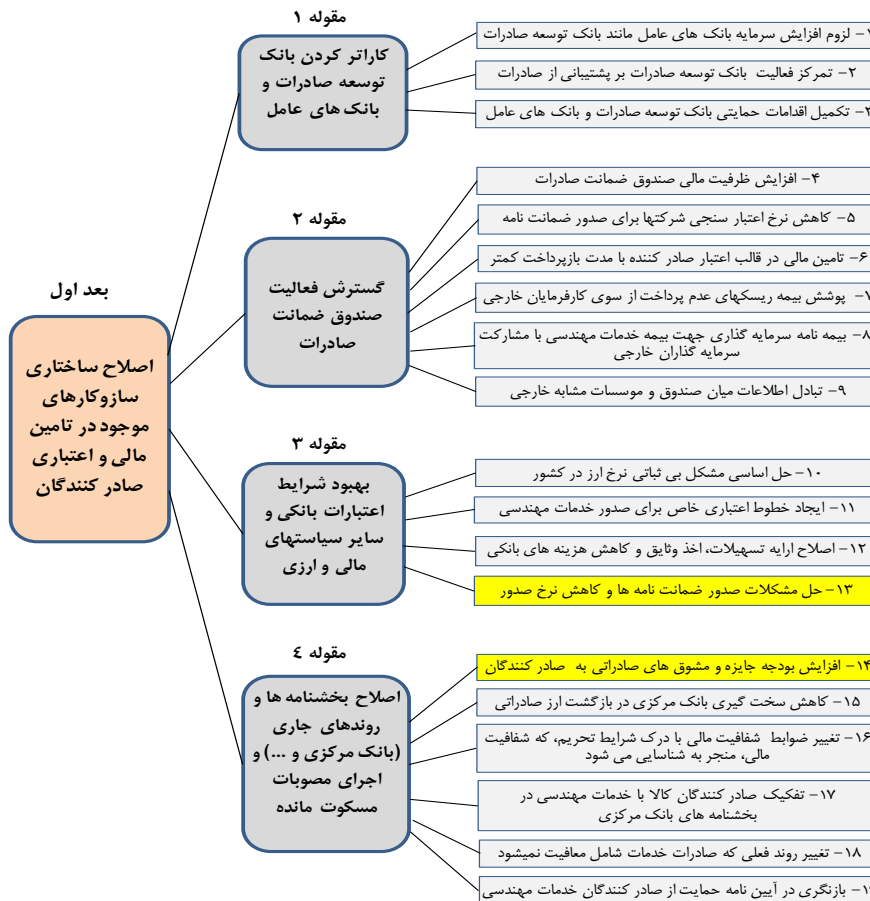 بعد اول
اصلاح ساختاری
سازوکارهای
موجود در تامین
مالی و اعتباری
صادر کنندگان
مقوله ۱
کاراتر کردن بانک
توسعه صادرات و
بانک های عامل
۱- لزوم افزایش سرمایه بانک های عامل مانند بانک توسعه صادرات
۲- تمرکز فعالیت بانک توسعه صادرات بر پشتیبانی از صادرات
۳- تکمیل اقدامات حمایتی بانک توسعه صادرات و بانک های عامل
مقوله ۲
گسترش فعالیت
صندوق ضمانت
صادرات
۴- افزایش ظرفیت مالی صندوق ضمانت صادرات
۵- کاهش نرخ اعتبار سنجی شرکتها برای صدور ضمانت نامه
۶- تامین مالی در قالب اعتبار صادر کننده با مدت بازپرداخت کمتر
۷- پوشش بیمه ریسکهای عدم پرداخت از سوی کارفرمایان خارجی
۸- بیمه نامه سرمایه گذاری جهت بیمه خدمات مهندسی با مشارکت
سرمایه گذاران خارجی
۹- تبادل اطلاعات میان صندوق و موسسات مشابه خارجی
مقوله ۳
بهبود شرایط
اعتبارات بانکی و
سایر سیاستهای
مالی و ارزی
۱۰- حل اساسی مشکل بی ثباتی نرخ ارز در کشور
۱۱- ایجاد خطوط اعتباری خاص برای صدور خدمات مهندسی
۱۲- اصلاح ارایه تسهیلات، اخذ وثایق و کاهش هزینه های بانکی
۱۳- حل مشکلات صدور ضمانت نامه ها و کاهش نرخ صدور
مقوله ٤
اصلاح بخشنامه ها و
روندهای جاری
(بانک مرکزی و ...) و
اجرای مصوبات
مسکوت مانده
۱۴- افزایش بودجه جایزه و مشوق های صادراتی به صادر کنندگان
۱۵- کاهش سخت گیری بانک مرکزی در بازگشت ارز صادراتی
۱۶- تغییر ضوابط شفافیت مالی با درک شرایط تحریم، که شفافیت
مالی، منجر به شناسایی می شود
۱۷- تفکیک صادر کنندگان کالا با خدمات مهندسی در
بخشنامه های بانک مرکزی
۱۸- تغییر روند فعلی که صادرات خدمات شامل معافیت نمیشود
- بازنگری در آیین نامه حمایت از صادر کنندگان خدمات مهندسی